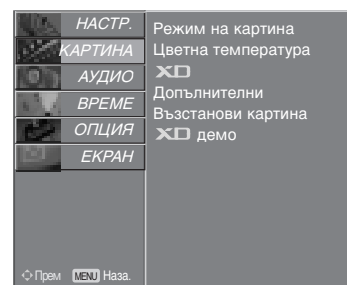 НАСТР.
КАРТИНА
АУДИО
ВРЕМЕ
ОПЦИЯ
ЕКРАН
Режим на картина
Цветна температура
XD
Допълнителни
Възстанови картина
XD демо
Прем MENU Наза.